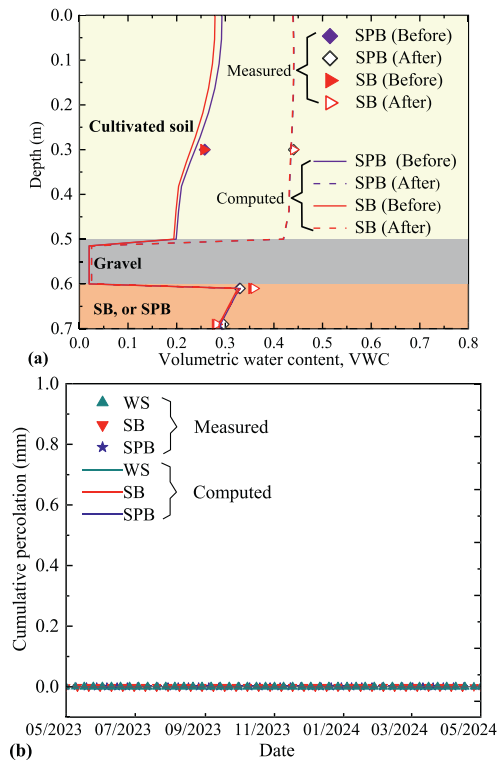 0.0
0.1
0.2
0.3
0.4
0.5
0.6
0.7
Depth (m)
SPB (Before)
SPB (After)
SB (Before)
SB (After)
Measured
Cultivated soil
SPB (Before)
SPB (After)
SB (Before)
SB (After)
Computed
Gravel
SB, or SPB
0.0 0.1 0.2 0.3 0.4 0.5 0.6 0.7 0.8
(a) Volumetric water content, VWC
1.0
0.8
0.6
0.4
0.2
0.0
Cumulative percolation (mm)
WS
SB
SPB
Measured
WS
SB
SPB
Computed
05/2023 07/2023 09/2023 11/2023 01/2024 03/2024 05/2024
(b) Date